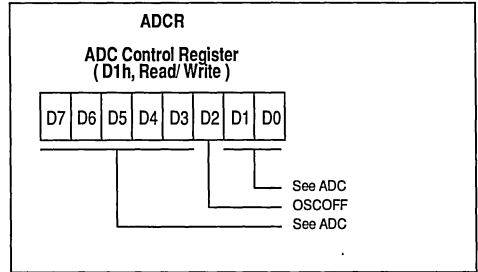 ADCR
ADC Control Register
( D1h, Read/ Write )
D7 D6 D5 D4 D3 D2 D1 D0
See ADC
OSCOFF
See ADC